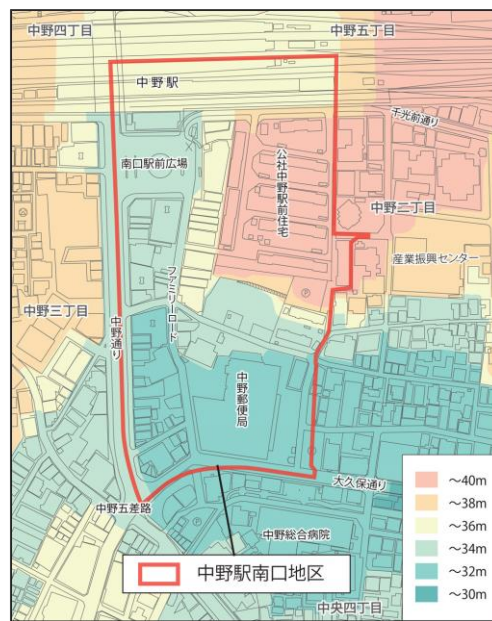 中野四丁目
中野五丁目
中野駅
千光前通り
南口駅前広場
公社中野駅前住宅
中野二丁目
産業振興センター
ファミリーロード
中野三丁目
中野通り
中野郵便局
大久保通り
中野五差路
中野総合病院
中野駅南口地区
中央四丁目
～40m
～38m
～36m
～34m
～32m
～30m